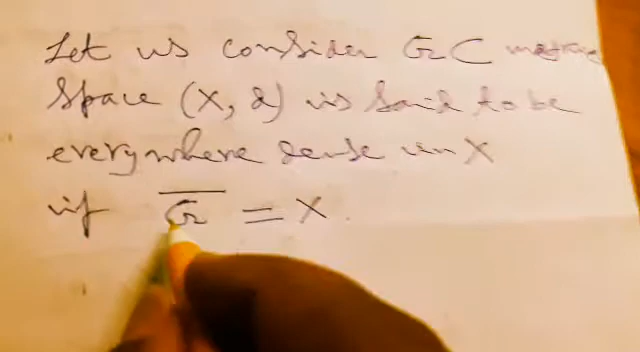 Let us consider G ⊂ metric
Space (X, d) is said to be
everywhere dense in X
if G̅ = X.